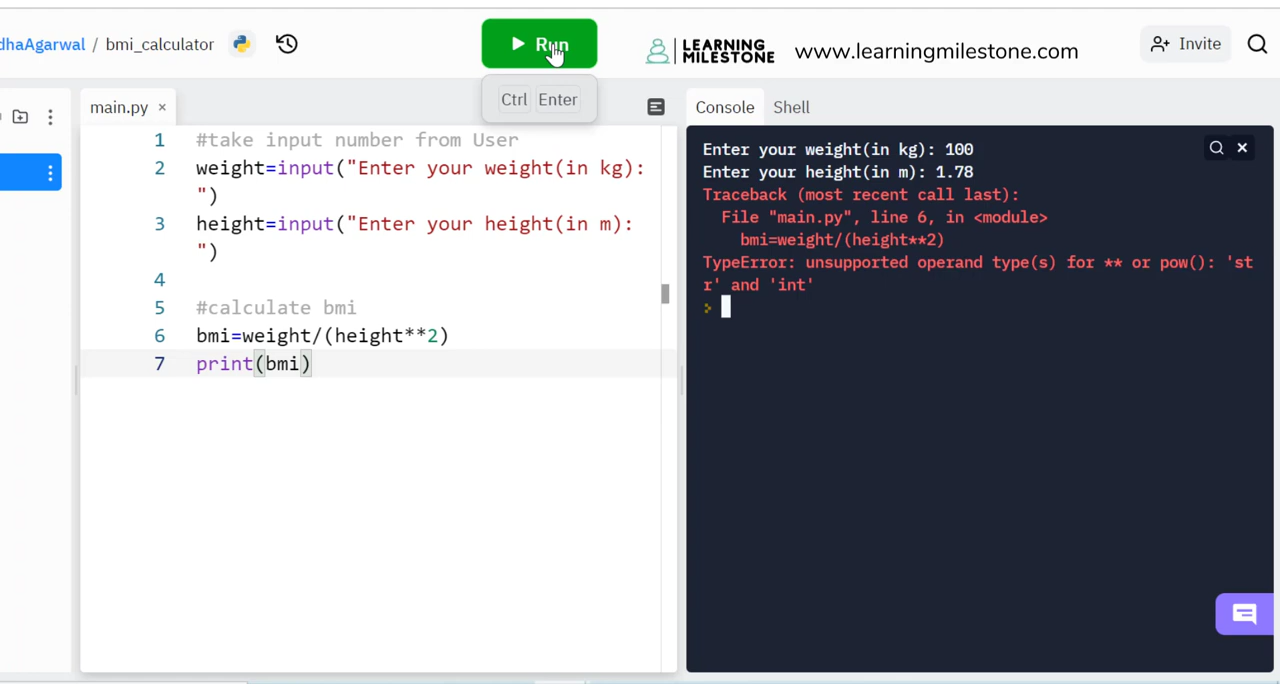 dhaAgarwal / bmi_calculator
Run
LEARNING
MILESTONE
www.learningmilestone.com
Invite
Ctrl Enter
main.py ×
Console Shell
1 #take input number from User
2 weight=input("Enter your weight(in kg):
")
3 height=input("Enter your height(in m):
")
4
5 #calculate bmi
6 bmi=weight/(height**2)
7 print(bmi)
Enter your weight(in kg): 100
Enter your height(in m): 1.78
Traceback (most recent call last):
File "main.py", line 6, in <module>
bmi=weight/(height**2)
TypeError: unsupported operand type(s) for ** or pow(): 'st
r' and 'int'